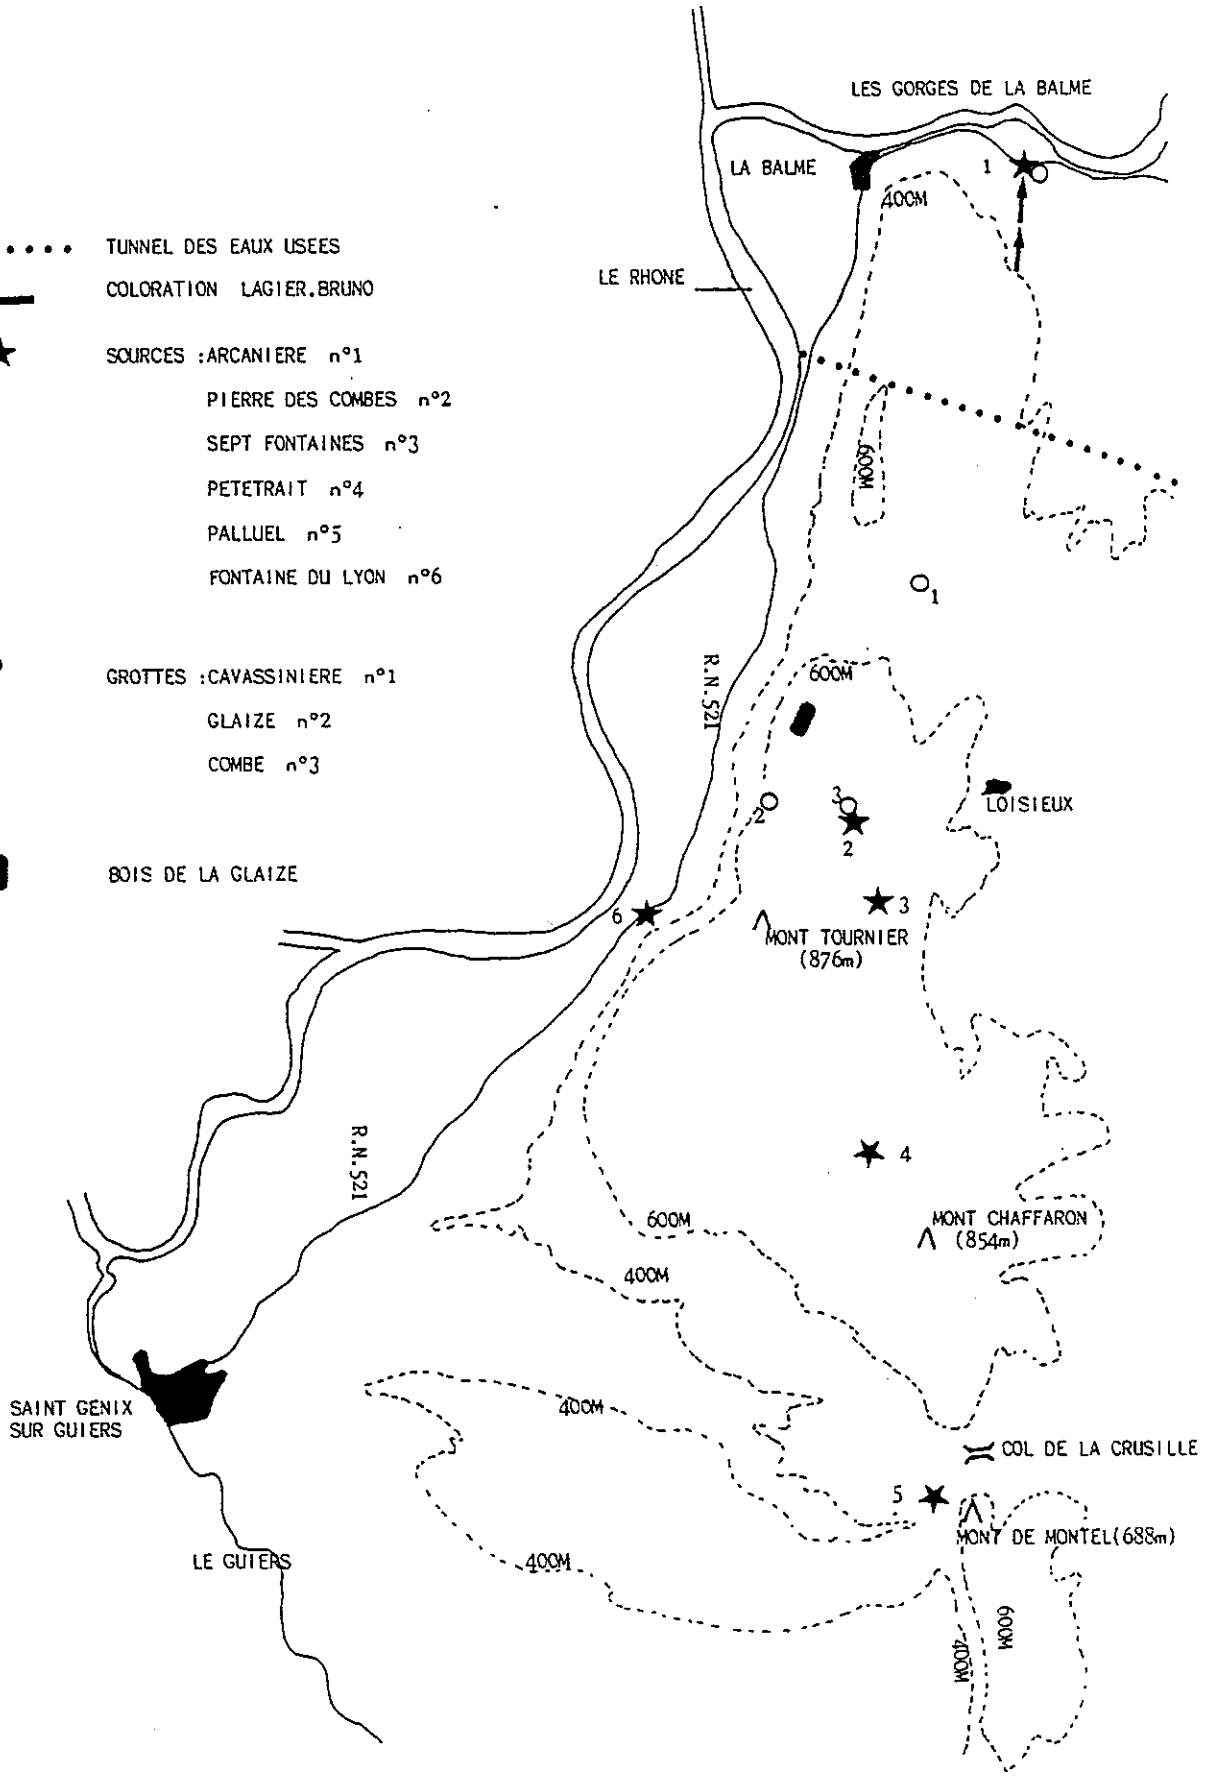 LES GORGES DE LA BALME
LA BALME
1
400M
TUNNEL DES EAUX USEES
LE RHONE
COLORATION LAGIER.BRUNO
SOURCES :ARCANIERE n°1
PIERRE DES COMBES n°2
SEPT FONTAINES n°3
PETETRAIT n°4
PALLUEL n°5
FONTAINE DU LYON n°6
600M
1
GROTTES :CAVASSINIERE n°1
GLAIZE n°2
COMBE n°3
R.N.521
600M
LOISIEUX
2
3
2
BOIS DE LA GLAIZE
6
3
MONT TOURNIER
(876m)
R.N.521
4
600M
MONT CHAFFARON
(854m)
400M
SAINT GENIX
SUR GUIERS
400M
COL DE LA CRUSILLE
5
MONT DE MONTEL(688m)
LE GUIERS
400M
600M
400M